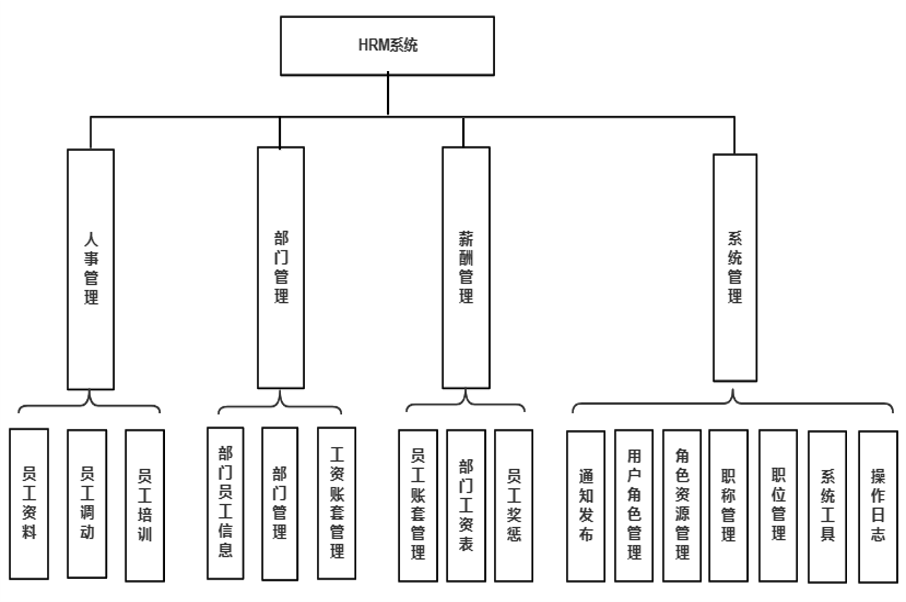 HRM系统
人事管理
部门管理
薪酬管理
系统管理
员工资料
员工调动
员工培训
部门员工信息
部门管理
工资账套管理
员工账套管理
部门工资表
员工奖惩
通知发布
用户角色管理
角色资源管理
职称管理
职位管理
系统工具
操作日志